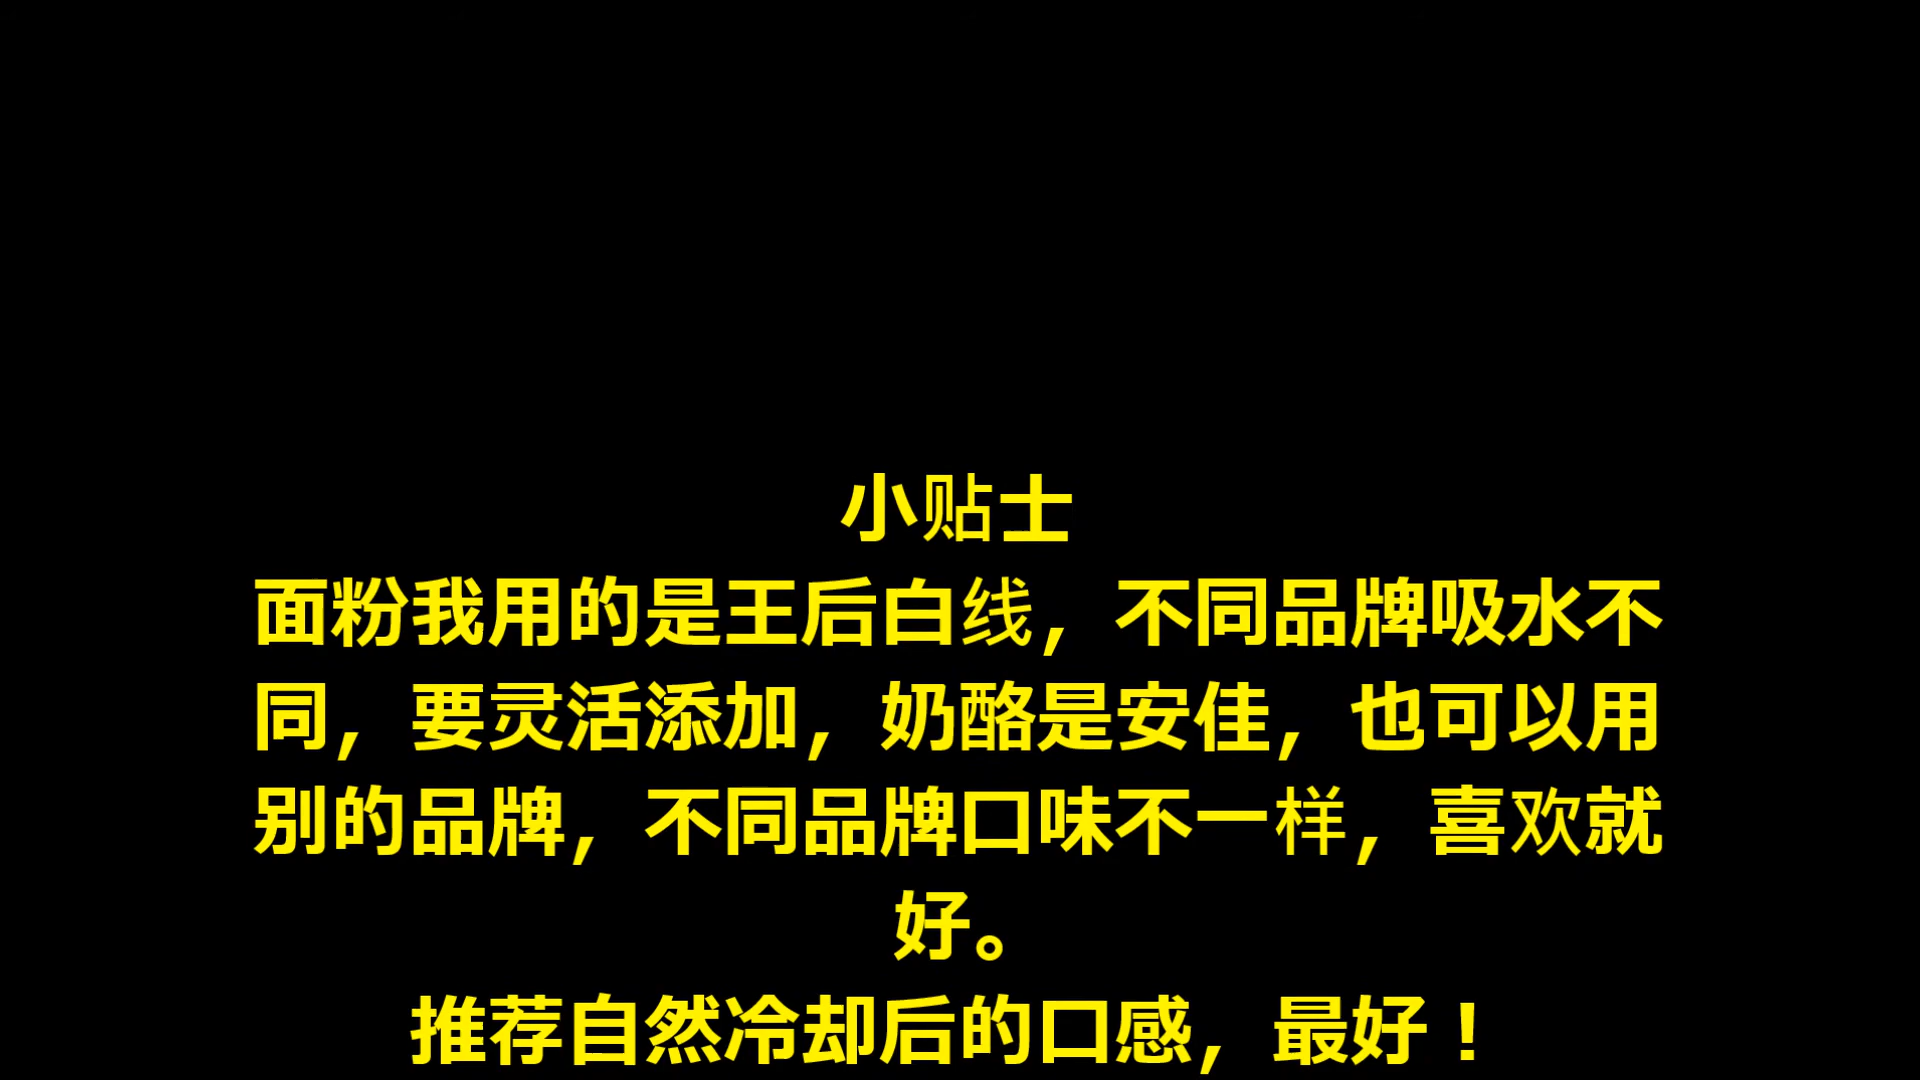 小贴士
面粉我用的是王后白线，不同品牌吸水不
同，要灵活添加，奶酪是安佳，也可以用
别的品牌，不同品牌口味不一样，喜欢就
好。
推荐自然冷却后的口感，最好！